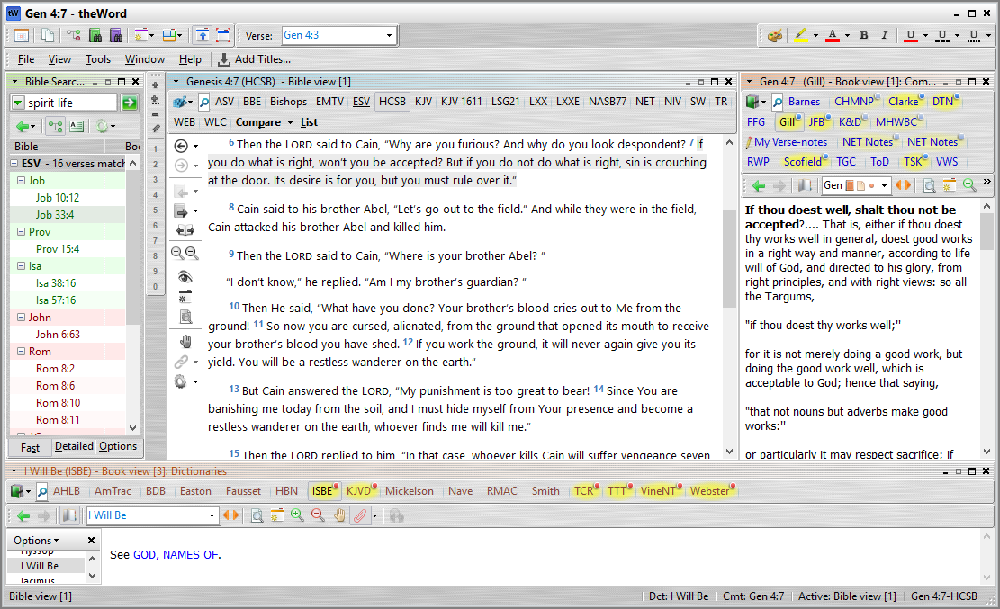 tW Gen 4:7 - theWord
Verse: Gen 4:3
A B I U U U
File View Tools Window Help Add Titles...
Bible Searc...
spirit life
Bible Boo
ESV - 16 verses match
Job
Job 10:12
Job 33:4
Prov
Prov 15:4
Isa
Isa 38:16
Isa 57:16
John
John 6:63
Rom
Rom 8:2
Rom 8:6
Rom 8:10
Rom 8:11
Fast Detailed Options
1
2
3
4
5
6
7
8
9
0
Genesis 4:7 (HCSB) - Bible view [1]
ASV BBE Bishops EMTV ESV HCSB KJV KJV 1611 LSG21 LXX LXXE NASB77 NET NIV SW TR
WEB WLC Compare List
6 Then the LORD said to Cain, “Why are you furious? And why do you look despondent? 7 If
you do what is right, won’t you be accepted? But if you do not do what is right, sin is crouching
at the door. Its desire is for you, but you must rule over it.”
8 Cain said to his brother Abel, “Let’s go out to the field.” And while they were in the field,
Cain attacked his brother Abel and killed him.
9 Then the LORD said to Cain, “Where is your brother Abel? ”
“I don’t know,” he replied. “Am I my brother’s guardian? ”
10 Then He said, “What have you done? Your brother’s blood cries out to Me from the
ground! 11 So now you are cursed, alienated, from the ground that opened its mouth to receive
your brother’s blood you have shed. 12 If you work the ground, it will never again give you its
yield. You will be a restless wanderer on the earth.”
13 But Cain answered the LORD, “My punishment is too great to bear! 14 Since You are
banishing me today from the soil, and I must hide myself from Your presence and become a
restless wanderer on the earth, whoever finds me will kill me.”
15 Then the LORD replied to him, “In that case, whoever kills Cain will suffer vengeance seven
Gen 4:7 (Gill) - Book view [1]: Com...
Barnes CHMNP Clarke DTN
FFG Gill JFB K&D MHWBC
My Verse-notes NET Notes NET Notes
RWP Scofield TGC ToD TSK VWS
Gen
If thou doest well, shalt thou not be
accepted?.... That is, either if thou doest
thy works well in general, doest good works
in a right way and manner, according to life
will of God, and directed to his glory, from
right principles, and with right views: so all
the Targums,
"if thou doest thy works well;"
for it is not merely doing a good work, but
doing the good work well, which is
acceptable to God; hence that saying,
"that not nouns but adverbs make good
works:"
or particularly it may respect sacrifice; if
I Will Be (ISBE) - Book view [3]: Dictionaries
AHLB AmTrac BDB Easton Fausset HBN ISBE KJVD Mickelson Nave RMAC Smith TCR TTT VineNT Webster
I Will Be
Options
Hyssop
I Will Be
Iacimus
See GOD, NAMES OF.
Bible view [1] Dct: I Will Be Cmt: Gen 4:7 Active: Bible view [1] Gen 4:7-HCSB